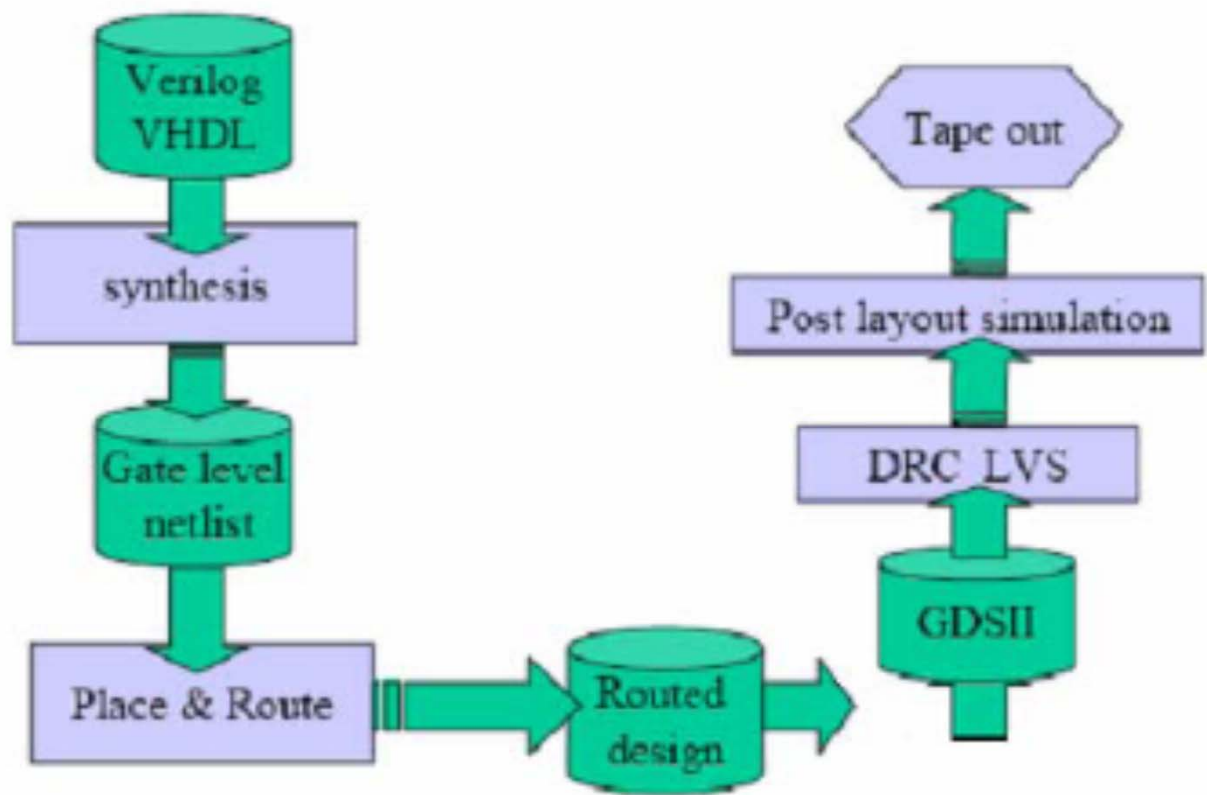 Verilog
VHDL
synthesis
Gate level
netlist
Place & Route
Routed
design
GDSII
DRC LVS
Post layout simulation
Tape out